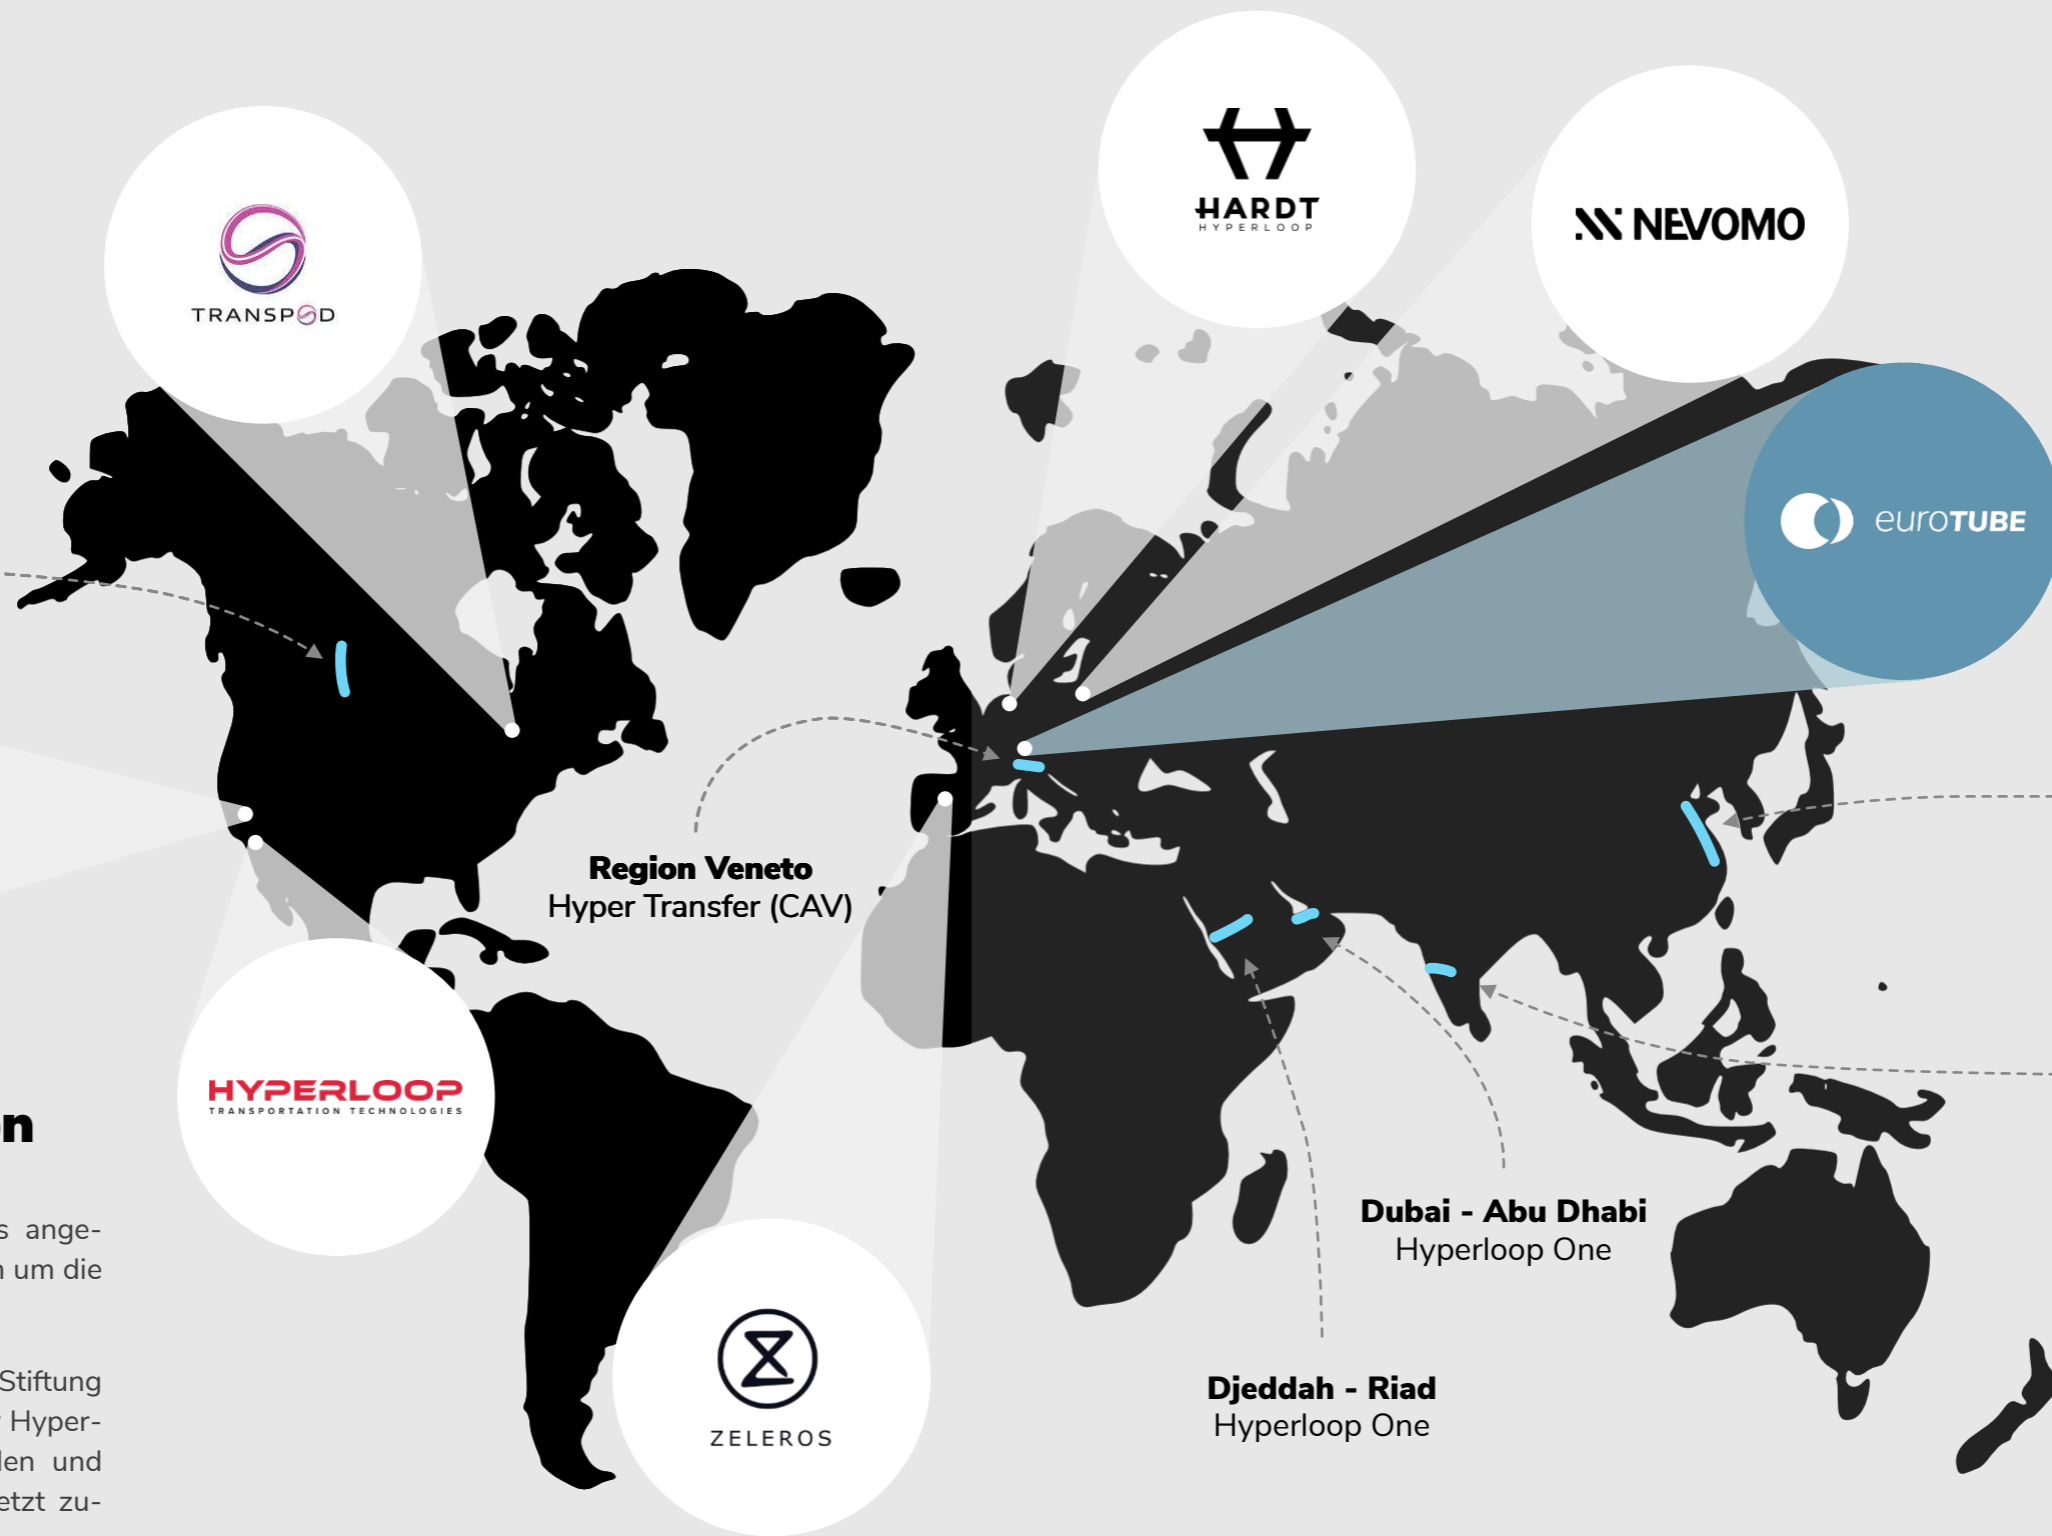 HARDT
HYPERLOOP
NEVOMO
TRANSPOD
euroTUBE
Region Veneto
Hyper Transfer (CAV)
HYPERLOOP
TRANSPORTATION TECHNOLOGIES
n
s ange-
um die
Stiftung
Hyper-
und
etzt zu-
Dubai - Abu Dhabi
Hyperloop One
Djeddah - Riad
Hyperloop One
ZELEROS